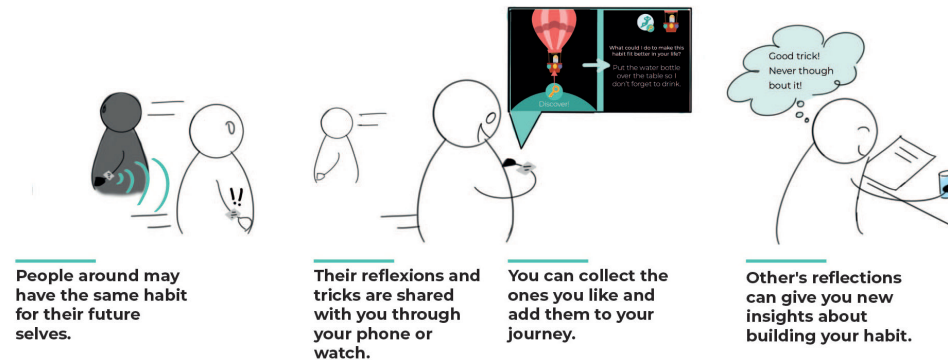 What could I do to make this
habit fit better in your life?
Put the water bottle
over the table so I
don't forget to drink.
Discover!
Good trick!
Never though
bout it!
!!
People around may
have the same habit
for their future
selves.
Their reflexions and
tricks are shared
with you through
your phone or
watch.
You can collect the
ones you like and
add them to your
journey.
Other's reflections
can give you new
insights about
building your habit.